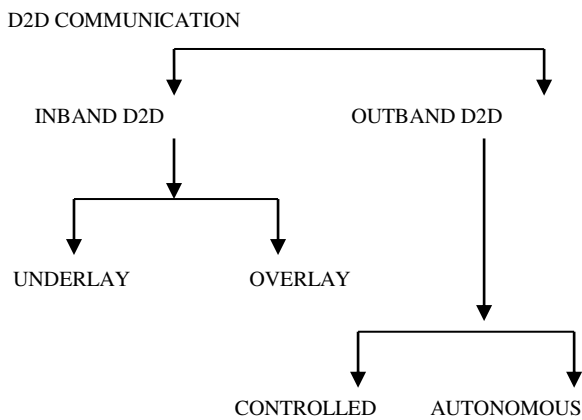 D2D COMMUNICATION
INBAND D2D
OUTBAND D2D
UNDERLAY
OVERLAY
CONTROLLED
AUTONOMOUS